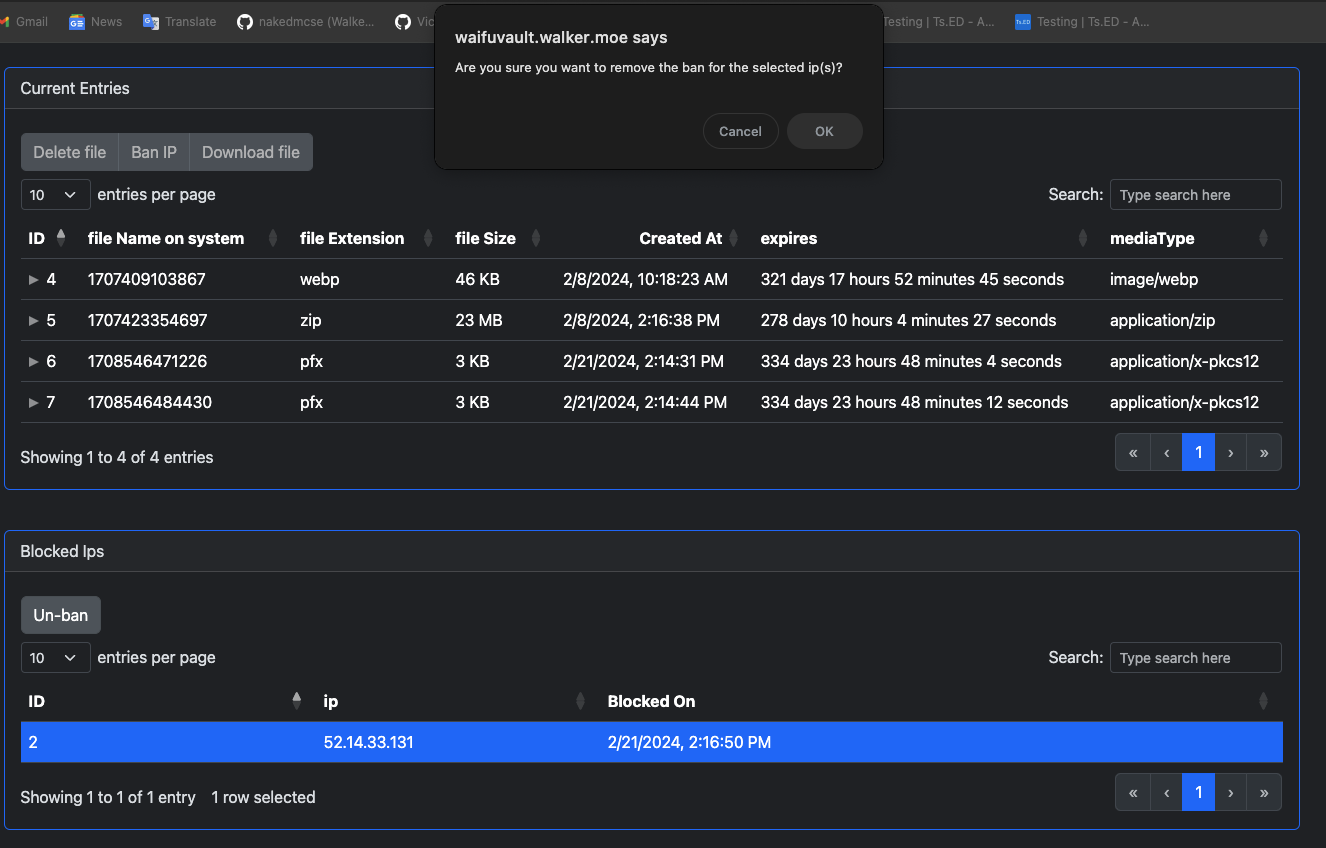 Gmail News Translate nakedmcse (Walke... Testing | Ts.ED - A... Testing | Ts.ED - A...
waifuvault.walker.moe says
Are you sure you want to remove the ban for the selected ip(s)?
Cancel OK
Current Entries
Delete file Ban IP Download file
10 entries per page Search: Type search here
ID file Name on system file Extension file Size Created At expires mediaType
4 1707409103867 webp 46 KB 2/8/2024, 10:18:23 AM 321 days 17 hours 52 minutes 45 seconds image/webp
5 1707423354697 zip 23 MB 2/8/2024, 2:16:38 PM 278 days 10 hours 4 minutes 27 seconds application/zip
6 1708546471226 pfx 3 KB 2/21/2024, 2:14:31 PM 334 days 23 hours 48 minutes 4 seconds application/x-pkcs12
7 1708546484430 pfx 3 KB 2/21/2024, 2:14:44 PM 334 days 23 hours 48 minutes 12 seconds application/x-pkcs12
Showing 1 to 4 of 4 entries « ‹ 1 › »
Blocked Ips
Un-ban
10 entries per page Search: Type search here
ID ip Blocked On
2 52.14.33.131 2/21/2024, 2:16:50 PM
Showing 1 to 1 of 1 entry 1 row selected « ‹ 1 › »